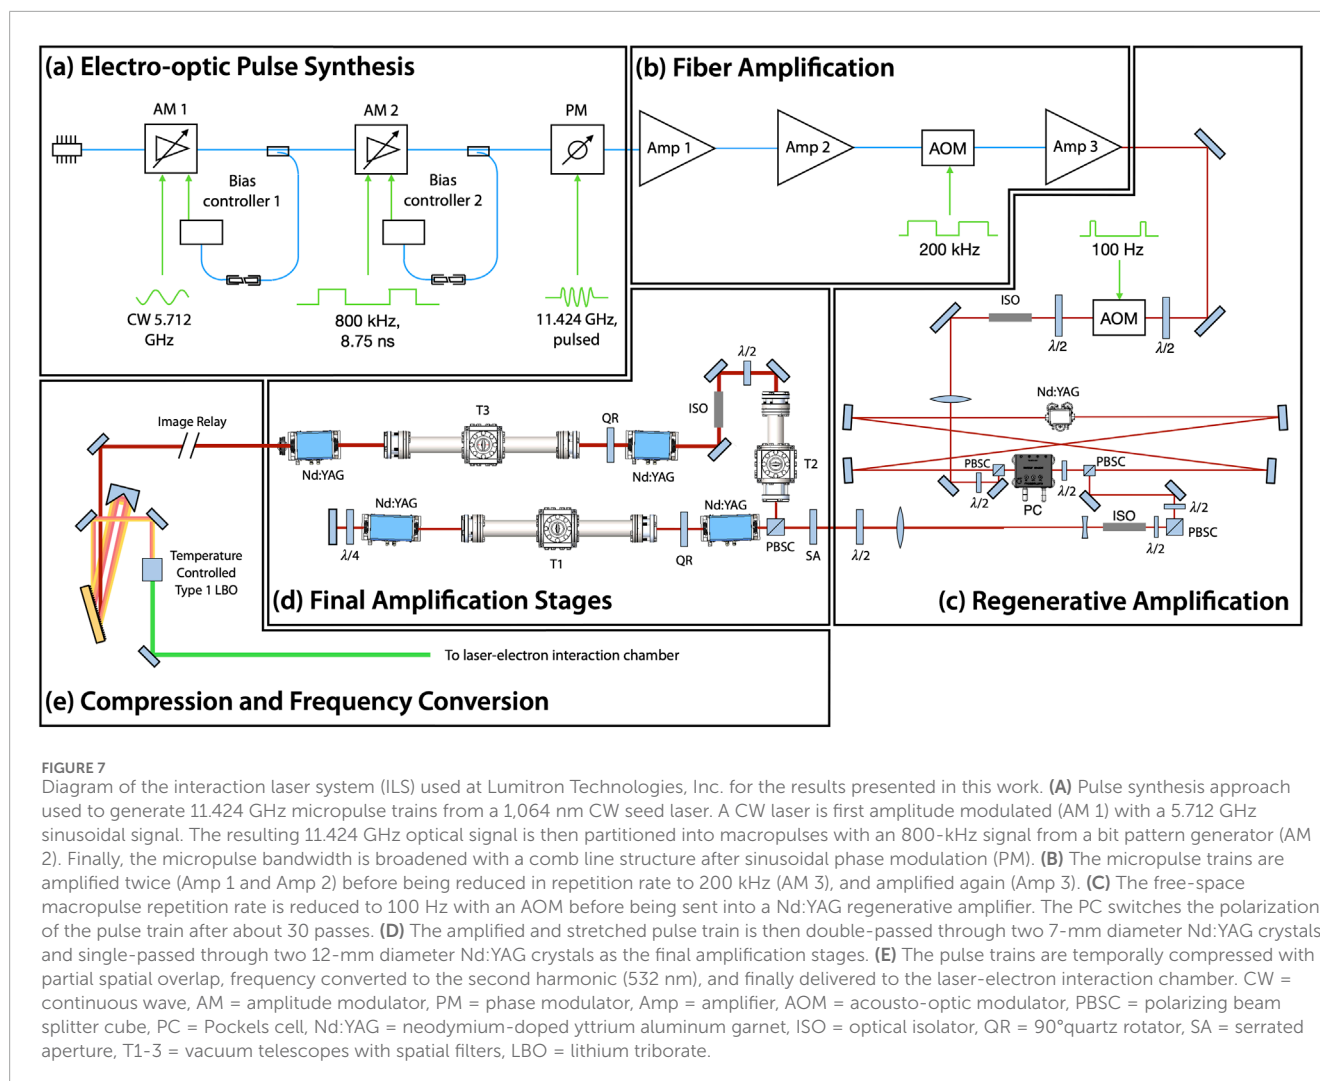 (a) Electro-optic Pulse Synthesis
AM 1
AM 2
PM
Bias
controller 1
Bias
controller 2
CW 5.712
GHz
800 kHz,
8.75 ns
11.424 GHz,
pulsed
(b) Fiber Amplification
Amp 1
Amp 2
AOM
Amp 3
200 kHz
100 Hz
ISO
AOM
λ/2
λ/2
Nd:YAG
PBSC
PBSC
λ/2
PC
λ/2
λ/2
ISO
λ/2
PBSC
(c) Regenerative Amplification
λ/2
ISO
T3
QR
Nd:YAG
Nd:YAG
T2
Nd:YAG
Nd:YAG
λ/4
T1
QR
PBSC
SA
λ/2
(d) Final Amplification Stages
Image Relay
Temperature
Controlled
Type 1 LBO
To laser-electron interaction chamber
(e) Compression and Frequency Conversion
FIGURE 7
Diagram of the interaction laser system (ILS) used at Lumitron Technologies, Inc. for the results presented in this work. (A) Pulse synthesis approach
used to generate 11.424 GHz micropulse trains from a 1,064 nm CW seed laser. A CW laser is first amplitude modulated (AM 1) with a 5.712 GHz
sinusoidal signal. The resulting 11.424 GHz optical signal is then partitioned into macropulses with an 800-kHz signal from a bit pattern generator (AM
2). Finally, the micropulse bandwidth is broadened with a comb line structure after sinusoidal phase modulation (PM). (B) The micropulse trains are
amplified twice (Amp 1 and Amp 2) before being reduced in repetition rate to 200 kHz (AM 3), and amplified again (Amp 3). (C) The free-space
macropulse repetition rate is reduced to 100 Hz with an AOM before being sent into a Nd:YAG regenerative amplifier. The PC switches the polarization
of the pulse train after about 30 passes. (D) The amplified and stretched pulse train is then double-passed through two 7-mm diameter Nd:YAG crystals
and single-passed through two 12-mm diameter Nd:YAG crystals as the final amplification stages. (E) The pulse trains are temporally compressed with
partial spatial overlap, frequency converted to the second harmonic (532 nm), and finally delivered to the laser-electron interaction chamber. CW =
continuous wave, AM = amplitude modulator, PM = phase modulator, Amp = amplifier, AOM = acousto-optic modulator, PBSC = polarizing beam
splitter cube, PC = Pockels cell, Nd:YAG = neodymium-doped yttrium aluminum garnet, ISO = optical isolator, QR = 90°quartz rotator, SA = serrated
aperture, T1-3 = vacuum telescopes with spatial filters, LBO = lithium triborate.